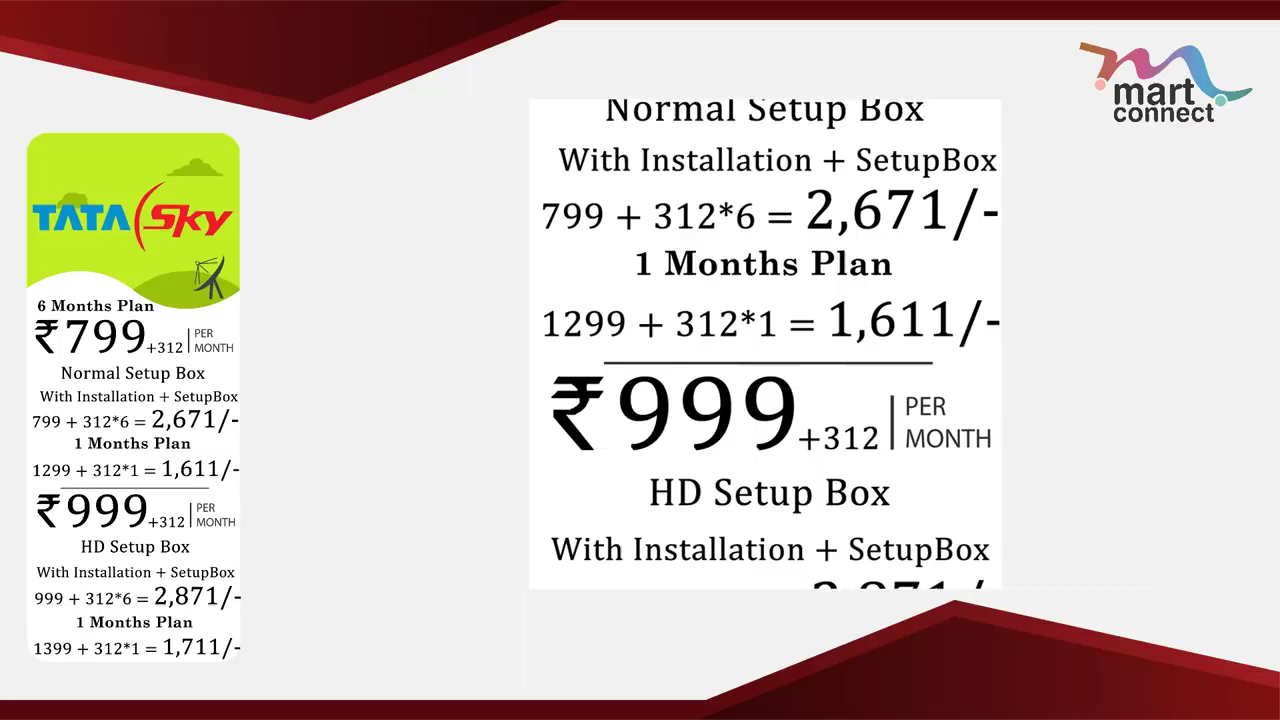 mart
connect
TATA Sky
6 Months Plan
₹799 +312 | PER MONTH
Normal Setup Box
With Installation + SetupBox
799 + 312*6 = 2,671/-
1 Months Plan
1299 + 312*1 = 1,611/-
₹999 +312 | PER MONTH
HD Setup Box
With Installation + SetupBox
999 + 312*6 = 2,871/-
1 Months Plan
1399 + 312*1 = 1,711/-
Normal Setup Box
With Installation + SetupBox
799 + 312*6 = 2,671/-
1 Months Plan
1299 + 312*1 = 1,611/-
₹999 +312 | PER MONTH
HD Setup Box
With Installation + SetupBox
2,871/-